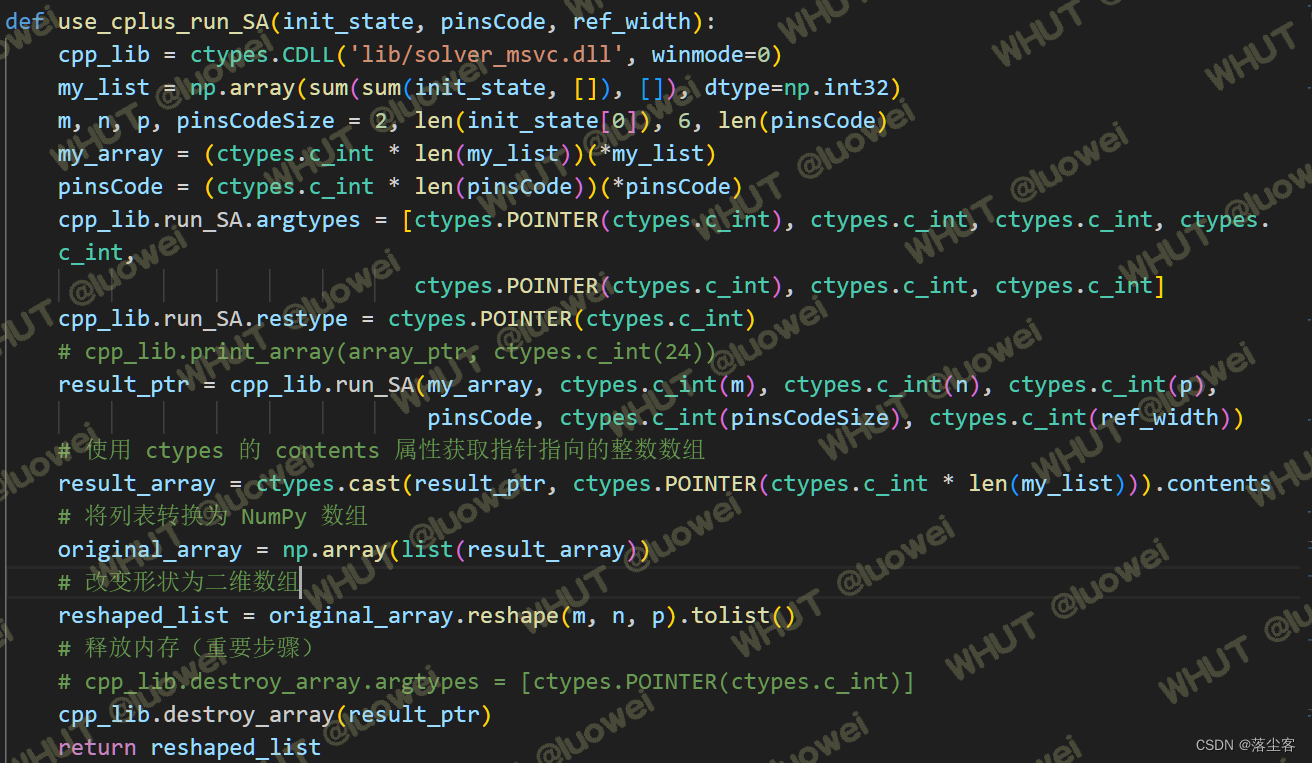 def use_cplus_run_SA(init_state, pinsCode, ref_width):
    cpp_lib = ctypes.CDLL('lib/solver_msvc.dll', winmode=0)
    my_list = np.array(sum(sum(init_state, []), []), dtype=np.int32)
    m, n, p, pinsCodeSize = 2, len(init_state[0]), 6, len(pinsCode)
    my_array = (ctypes.c_int * len(my_list))(*my_list)
    pinsCode = (ctypes.c_int * len(pinsCode))(*pinsCode)
    cpp_lib.run_SA.argtypes = [ctypes.POINTER(ctypes.c_int), ctypes.c_int, ctypes.c_int, ctypes.
    c_int,
                               ctypes.POINTER(ctypes.c_int), ctypes.c_int, ctypes.c_int]
    cpp_lib.run_SA.restype = ctypes.POINTER(ctypes.c_int)
    # cpp_lib.print_array(array_ptr, ctypes.c_int(24))
    result_ptr = cpp_lib.run_SA(my_array, ctypes.c_int(m), ctypes.c_int(n), ctypes.c_int(p),
                                pinsCode, ctypes.c_int(pinsCodeSize), ctypes.c_int(ref_width))
    # 使用 ctypes 的 contents 属性获取指针指向的整数数组
    result_array = ctypes.cast(result_ptr, ctypes.POINTER(ctypes.c_int * len(my_list))).contents
    # 将列表转换为 NumPy 数组
    original_array = np.array(list(result_array))
    # 改变形状为二维数组
    reshaped_list = original_array.reshape(m, n, p).tolist()
    # 释放内存（重要步骤）
    # cpp_lib.destroy_array.argtypes = [ctypes.POINTER(ctypes.c_int)]
    cpp_lib.destroy_array(result_ptr)
    return reshaped_list
WHUT @luowei
CSDN @落尘客